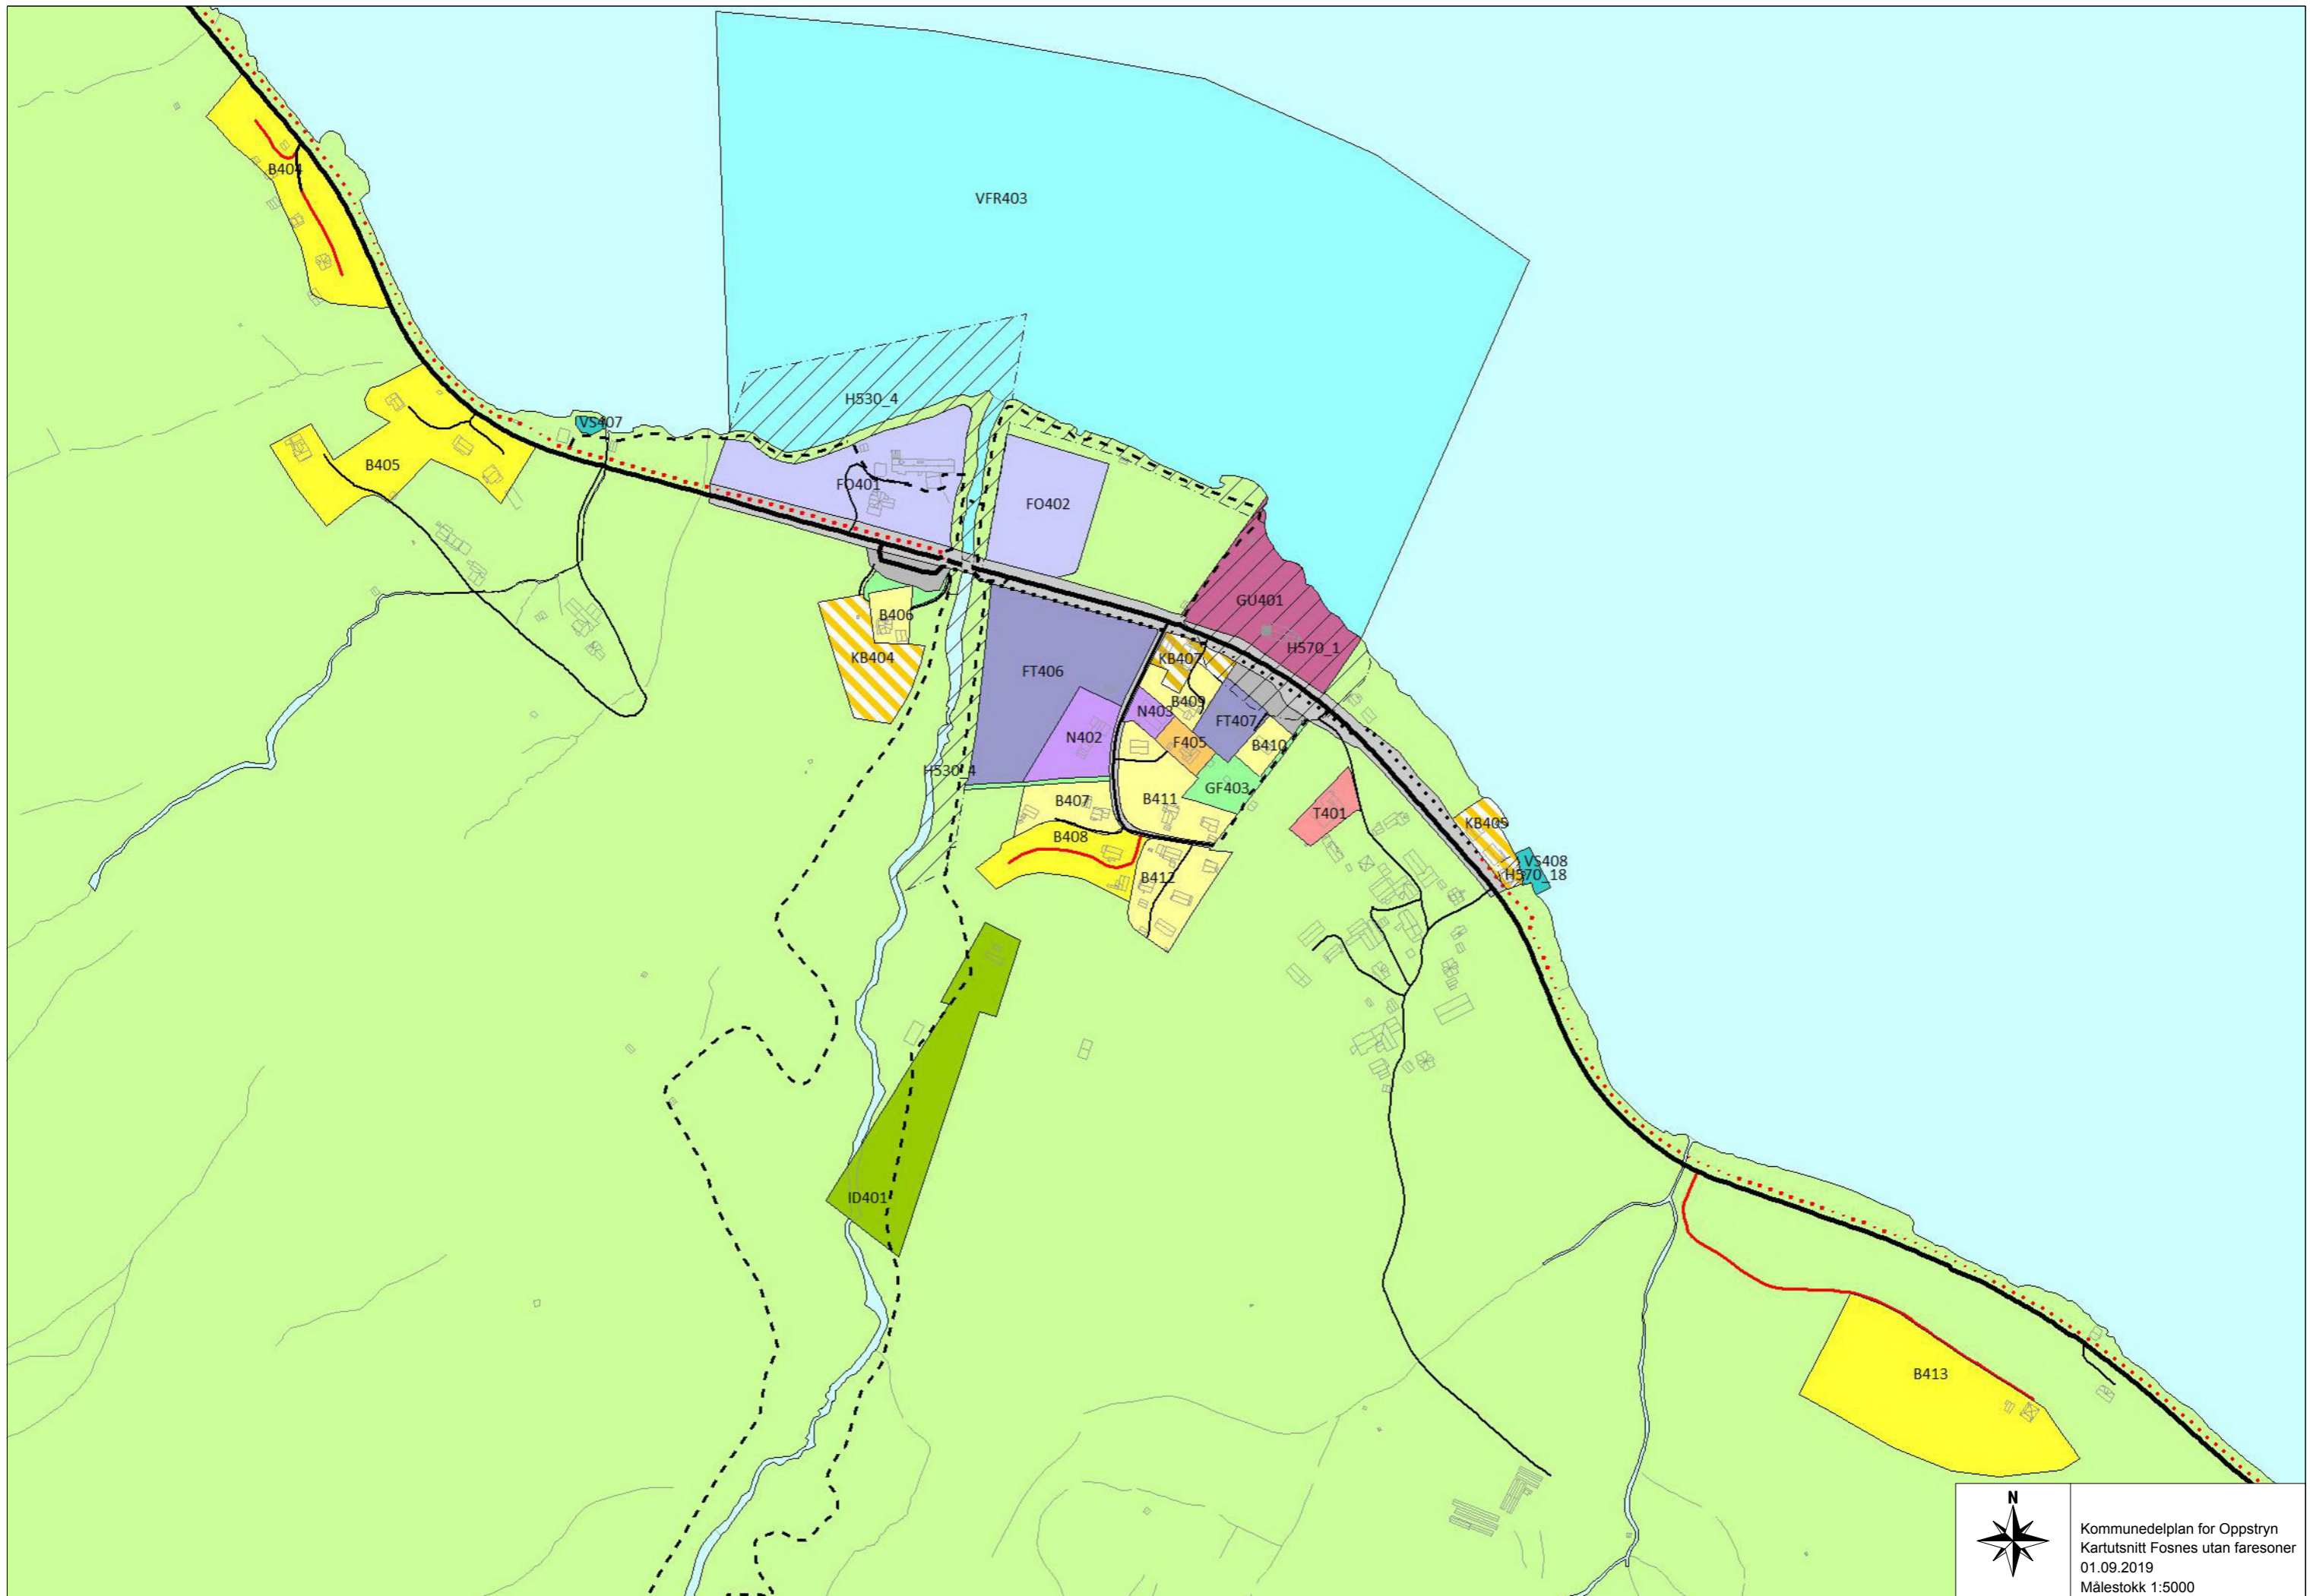 B404
VFR403
H530_4
VS407
B405
FO401
FO402
GU401
B406
H570_1
KB404
KB407
FT406
B409
N403
FT407
N402
F405
B410
H530_4
GF403
B407
B411
T401
KB405
B408
VS408
H570_18
B412
ID401
B413
N
Kommunedelplan for Oppstryn
Kartutsnitt Fosnes utan faresoner
01.09.2019
Målestokk 1:5000